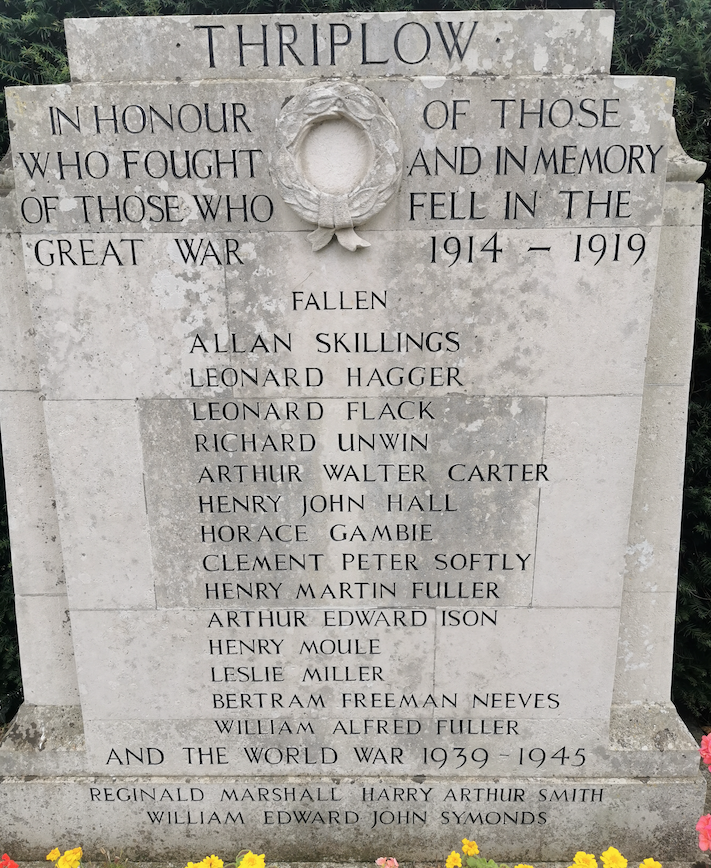 · THRIPLOW ·
IN HONOUR OF THOSE
WHO FOUGHT AND IN MEMORY
OF THOSE WHO FELL IN THE
GREAT WAR 1914 – 1919
FALLEN
ALLAN SKILLINGS
LEONARD HAGGER
LEONARD FLACK
RICHARD UNWIN
ARTHUR WALTER CARTER
HENRY JOHN HALL
HORACE GAMBIE
CLEMENT PETER SOFTLY
HENRY MARTIN FULLER
ARTHUR EDWARD ISON
HENRY MOULE
LESLIE MILLER
BERTRAM FREEMAN NEEVES
WILLIAM ALFRED FULLER
AND THE WORLD WAR 1939-1945
REGINALD MARSHALL HARRY ARTHUR SMITH
WILLIAM EDWARD JOHN SYMONDS